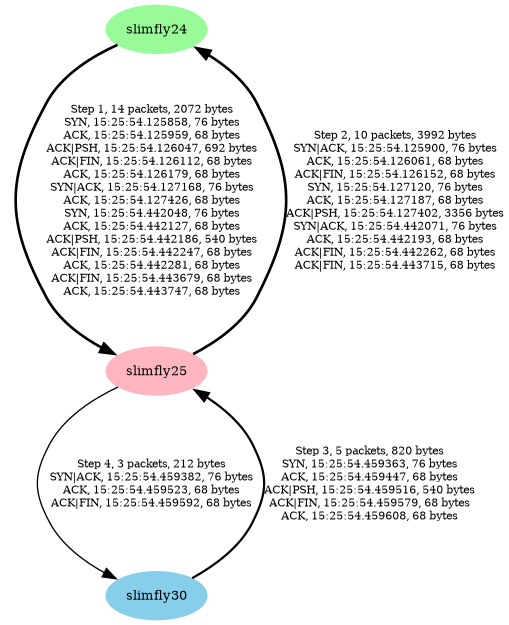 slimfly24
Step 1, 14 packets, 2072 bytes
SYN, 15:25:54.125858, 76 bytes
ACK, 15:25:54.125959, 68 bytes
ACK|PSH, 15:25:54.126047, 692 bytes
ACK|FIN, 15:25:54.126112, 68 bytes
ACK, 15:25:54.126179, 68 bytes
SYN|ACK, 15:25:54.127168, 76 bytes
ACK, 15:25:54.127426, 68 bytes
SYN, 15:25:54.442048, 76 bytes
ACK, 15:25:54.442127, 68 bytes
ACK|PSH, 15:25:54.442186, 540 bytes
ACK|FIN, 15:25:54.442247, 68 bytes
ACK, 15:25:54.442281, 68 bytes
ACK|FIN, 15:25:54.443679, 68 bytes
ACK, 15:25:54.443747, 68 bytes
Step 2, 10 packets, 3992 bytes
SYN|ACK, 15:25:54.125900, 76 bytes
ACK, 15:25:54.126061, 68 bytes
ACK|FIN, 15:25:54.126152, 68 bytes
SYN, 15:25:54.127120, 76 bytes
ACK, 15:25:54.127187, 68 bytes
ACK|PSH, 15:25:54.127402, 3356 bytes
SYN|ACK, 15:25:54.442071, 76 bytes
ACK, 15:25:54.442193, 68 bytes
ACK|FIN, 15:25:54.442262, 68 bytes
ACK|FIN, 15:25:54.443715, 68 bytes
slimfly25
Step 4, 3 packets, 212 bytes
SYN|ACK, 15:25:54.459382, 76 bytes
ACK, 15:25:54.459523, 68 bytes
ACK|FIN, 15:25:54.459592, 68 bytes
Step 3, 5 packets, 820 bytes
SYN, 15:25:54.459363, 76 bytes
ACK, 15:25:54.459447, 68 bytes
ACK|PSH, 15:25:54.459516, 540 bytes
ACK|FIN, 15:25:54.459579, 68 bytes
ACK, 15:25:54.459608, 68 bytes
slimfly30